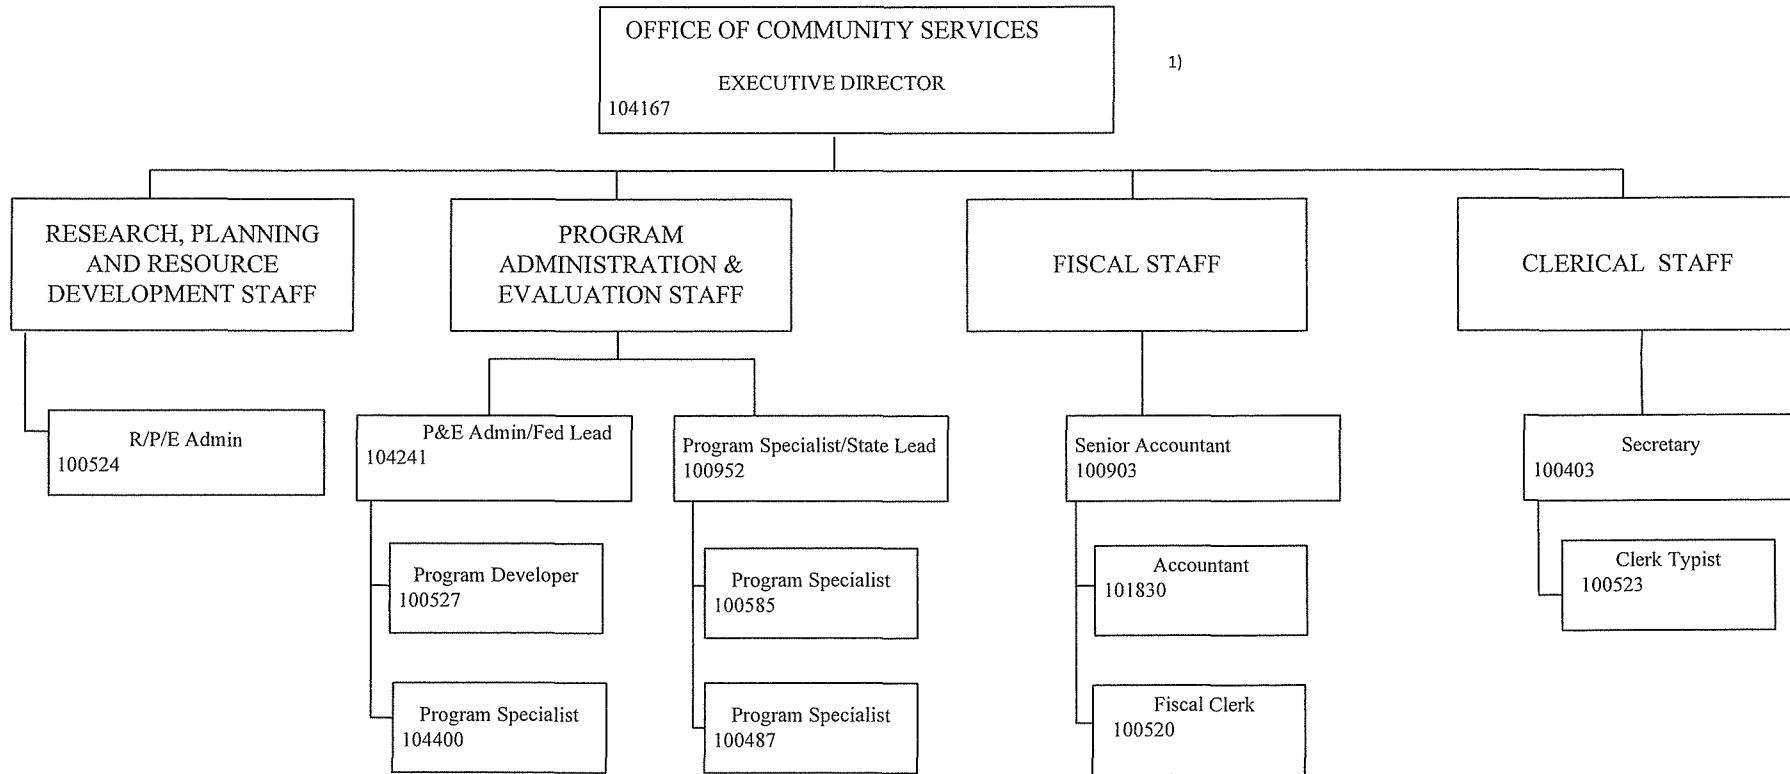 OFFICE OF COMMUNITY SERVICES
EXECUTIVE DIRECTOR
104167
1)
RESEARCH, PLANNING
AND RESOURCE
DEVELOPMENT STAFF
PROGRAM
ADMINISTRATION &
EVALUATION STAFF
FISCAL STAFF
CLERICAL STAFF
R/P/E Admin
100524
P&E Admin/Fed Lead
104241
Program Specialist/State Lead
100952
Senior Accountant
100903
Secretary
100403
Program Developer
100527
Program Specialist
100585
Accountant
101830
Clerk Typist
100523
Program Specialist
104400
Program Specialist
100487
Fiscal Clerk
100520